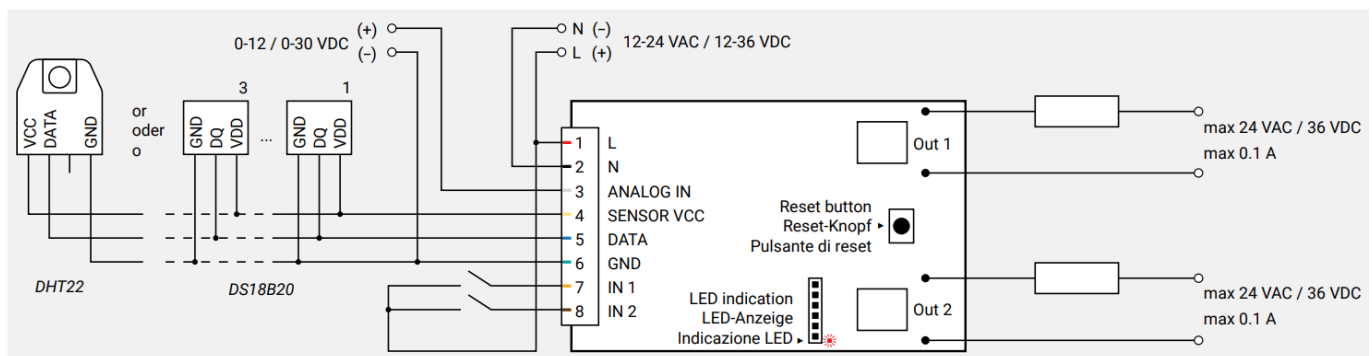 0-12 / 0-30 VDC
(+)
(–)
N (–)
L (+)
12-24 VAC / 12-36 VDC
VCC
DATA
GND
or
oder
o
3
GND
DQ
VDD
...
1
GND
DQ
VDD
1 L
2 N
3 ANALOG IN
4 SENSOR VCC
5 DATA
6 GND
7 IN 1
8 IN 2
DHT22
DS18B20
Out 1
max 24 VAC / 36 VDC
max 0.1 A
Reset button
Reset-Knopf
Pulsante di reset
LED indication
LED-Anzeige
Indicazione LED
Out 2
max 24 VAC / 36 VDC
max 0.1 A